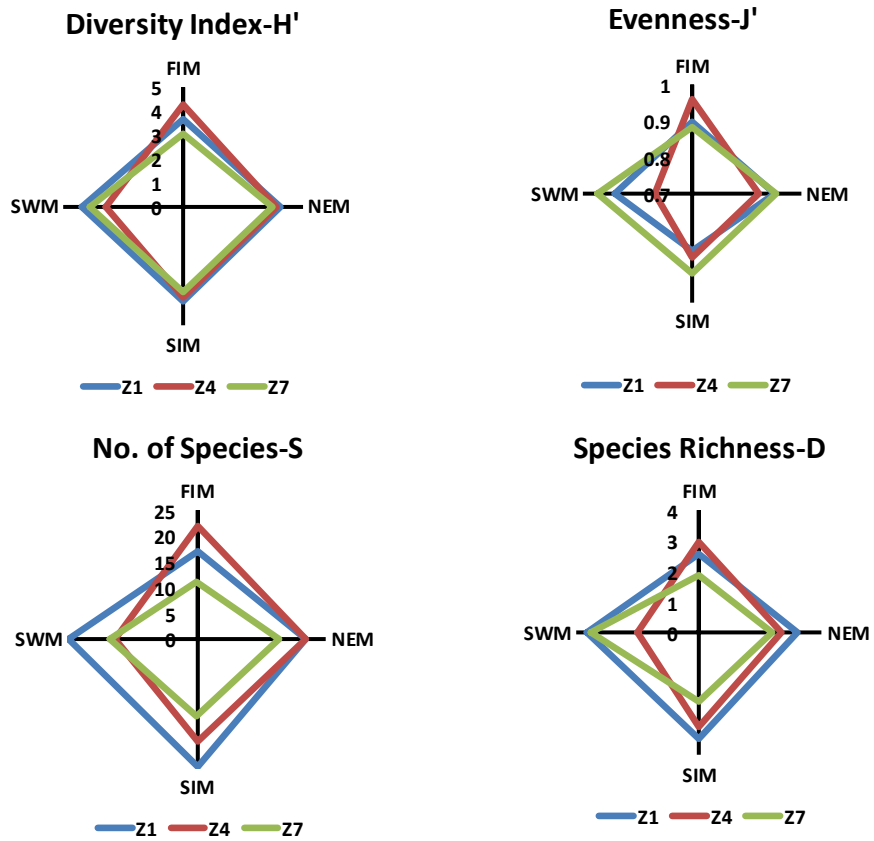 Diversity Index-H'
FIM
5
4
3
2
1
0
SWM
NEM
SIM
Z1 Z4 Z7
Evenness-J'
FIM
1
0.9
0.8
0.7
SWM
NEM
SIM
Z1 Z4 Z7
No. of Species-S
FIM
25
20
15
10
5
0
SWM
NEM
SIM
Z1 Z4 Z7
Species Richness-D
FIM
4
3
2
1
0
SWM
NEM
SIM
Z1 Z4 Z7